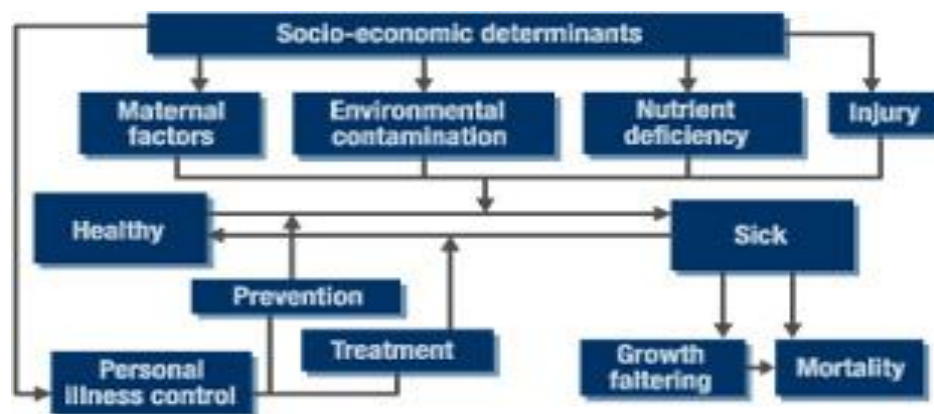 Socio-economic determinants
Maternal
factors
Environmental
contamination
Nutrient
deficiency
Injury
Healthy
Sick
Prevention
Treatment
Personal
illness control
Growth
faltering
Mortality